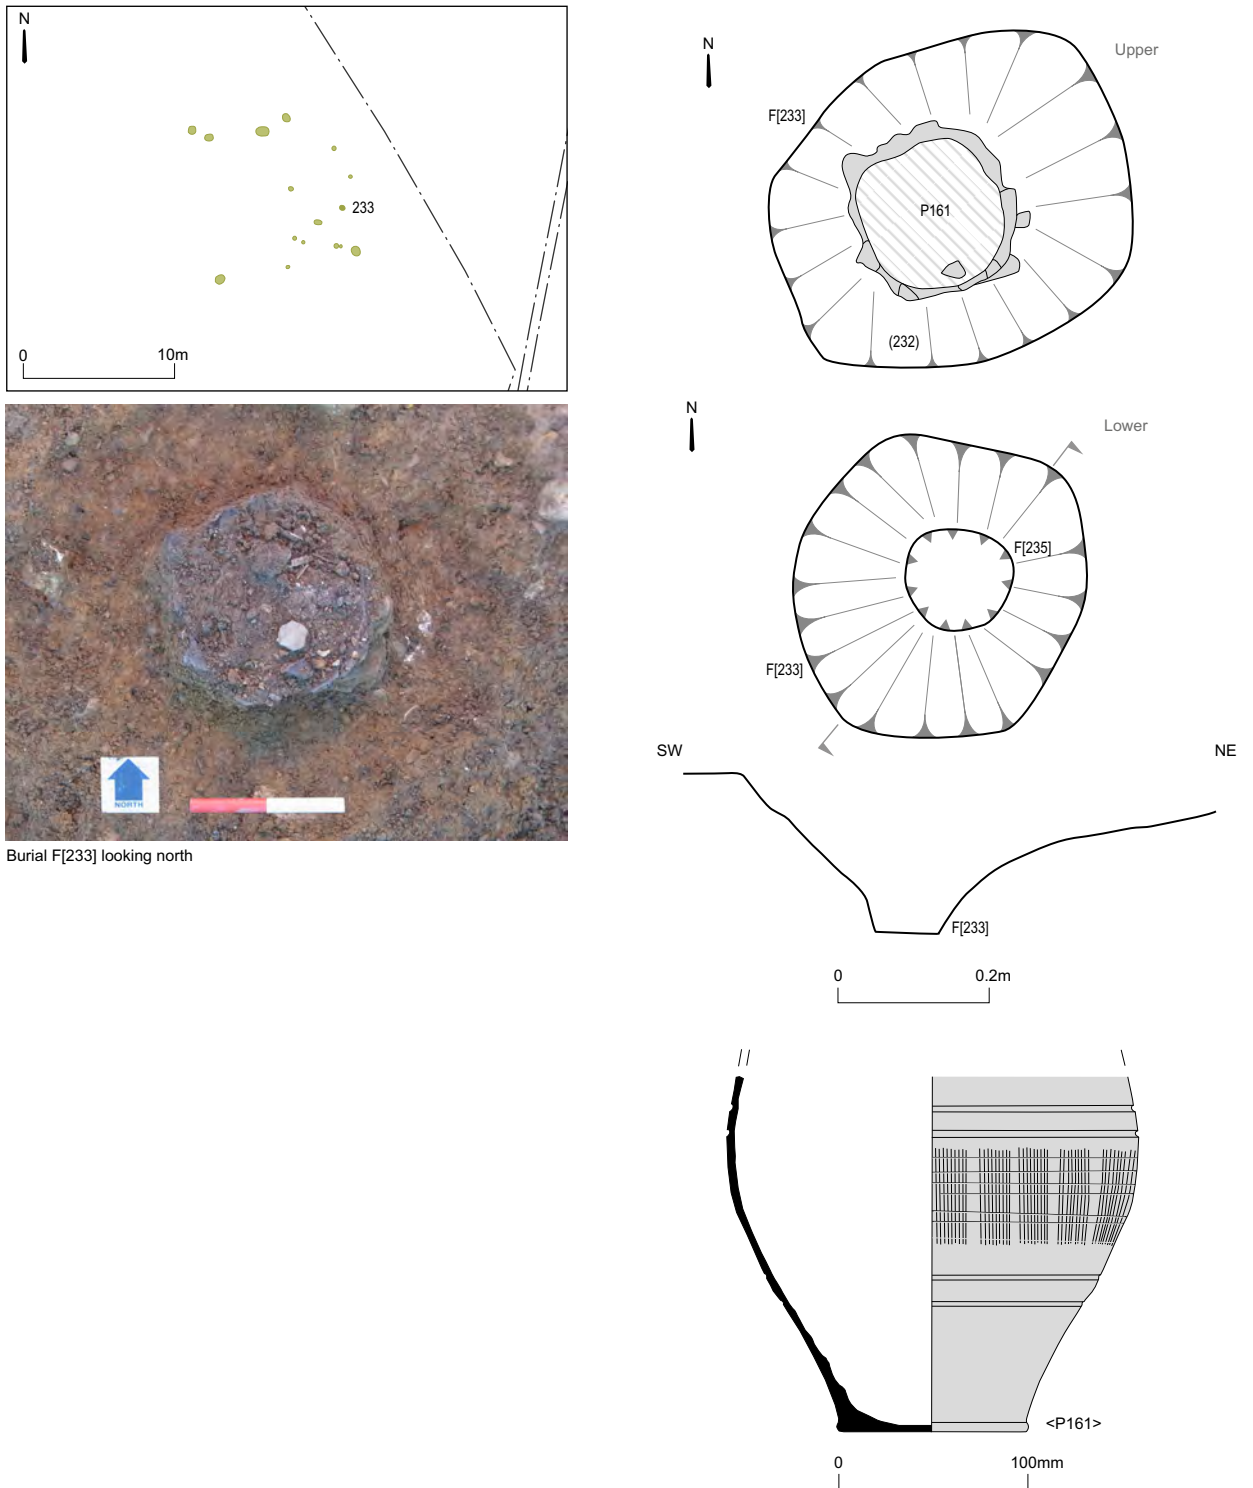 N
233
0
10m
NORTH
Burial F[233] looking north
N
Upper
F[233]
P161
(232)
N
Lower
F[235]
F[233]
SW
NE
F[233]
0
0.2m
<P161>
0
100mm